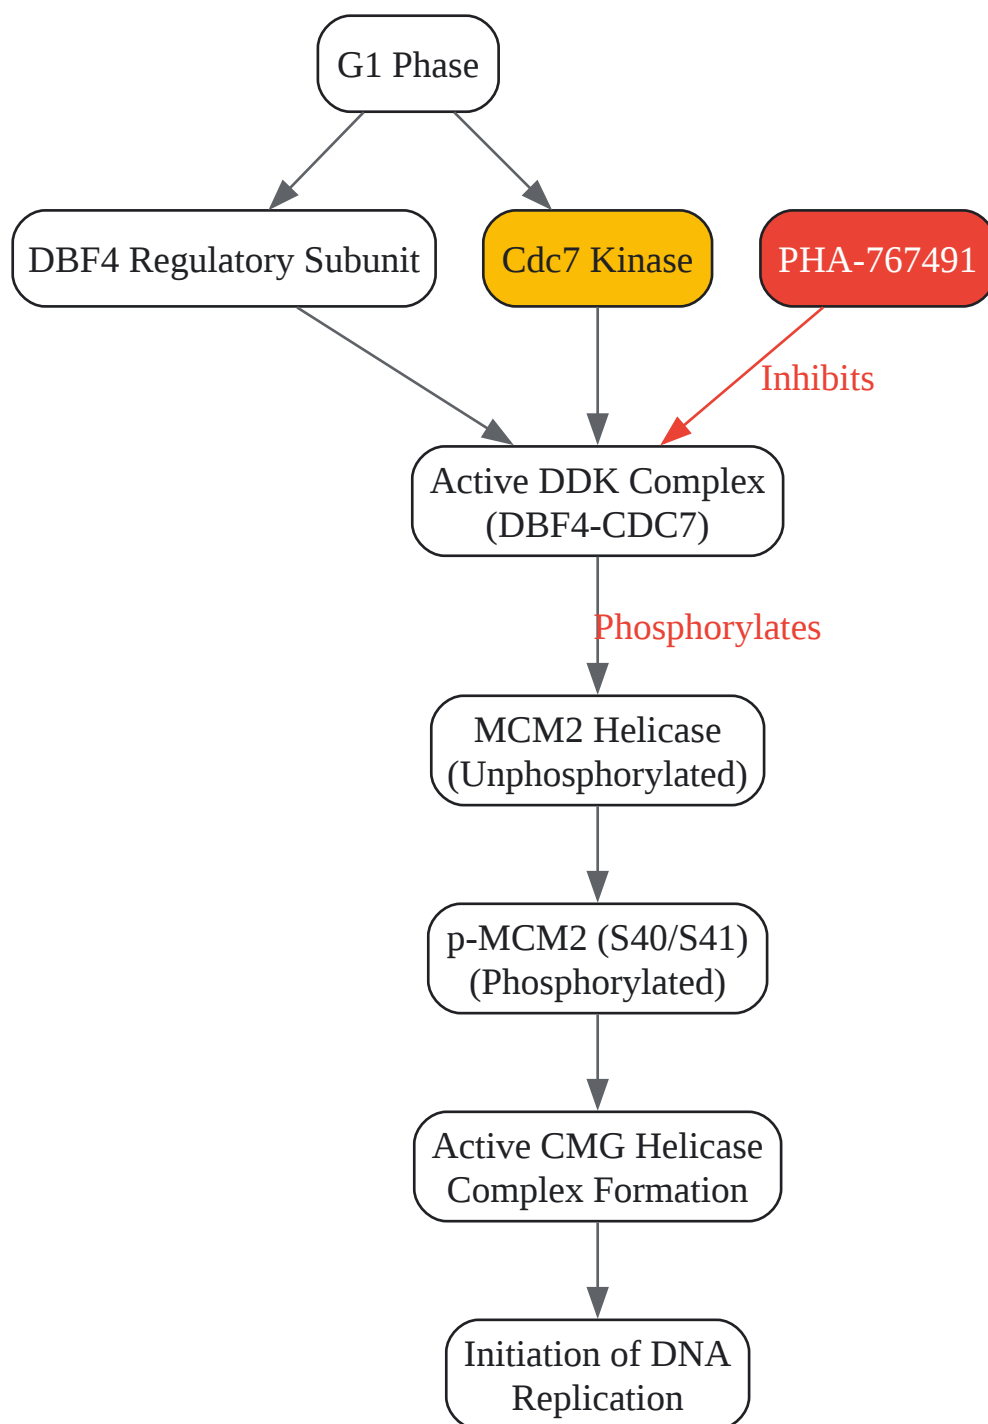 G1 Phase
DBF4 Regulatory Subunit
Cdc7 Kinase
PHA-767491
Inhibits
Active DDK Complex
(DBF4-CDC7)
Phosphorylates
MCM2 Helicase
(Unphosphorylated)
p-MCM2 (S40/S41)
(Phosphorylated)
Active CMG Helicase
Complex Formation
Initiation of DNA
Replication